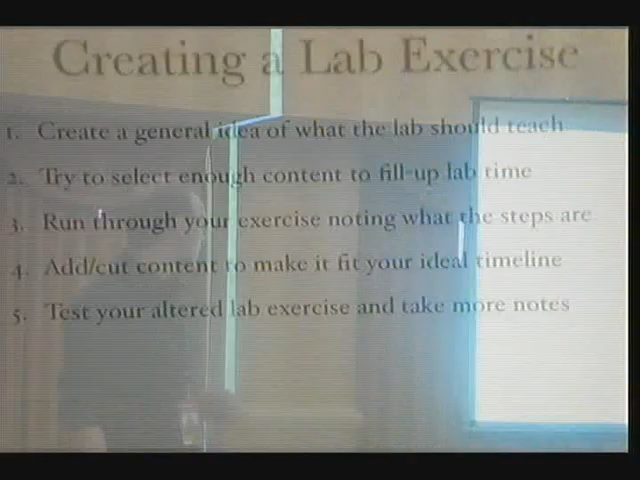 Creating a Lab Exercise
1. Create a general idea of what the lab should teach
2. Try to select enough content to fill-up lab time
3. Run through your exercise noting what the steps are
4. Add/cut content to make it fit your ideal timeline
5. Test your altered lab exercise and take more notes